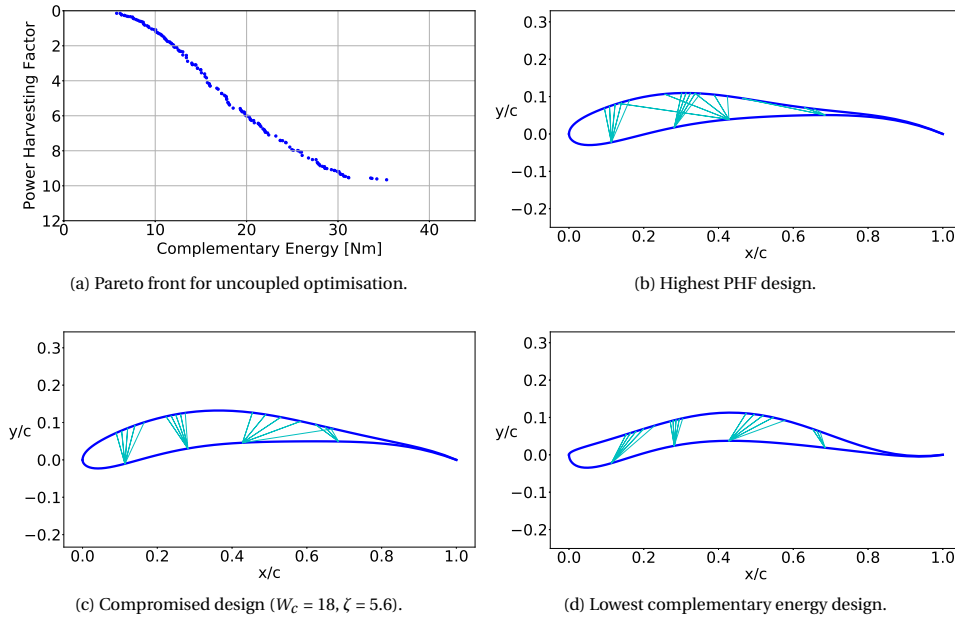 0
2
4
6
8
10
12
Power Harvesting Factor
0 10 20 30 40
Complementary Energy [Nm]
(a) Pareto front for uncoupled optimisation.
0.3
0.2
0.1
y/c
0.0
−0.1
−0.2
0.0 0.2 0.4 0.6 0.8 1.0
x/c
(b) Highest PHF design.
0.3
0.2
0.1
y/c
0.0
−0.1
−0.2
0.0 0.2 0.4 0.6 0.8 1.0
x/c
(c) Compromised design (Wc = 18, ζ = 5.6).
0.3
0.2
0.1
y/c
0.0
−0.1
−0.2
0.0 0.2 0.4 0.6 0.8 1.0
x/c
(d) Lowest complementary energy design.